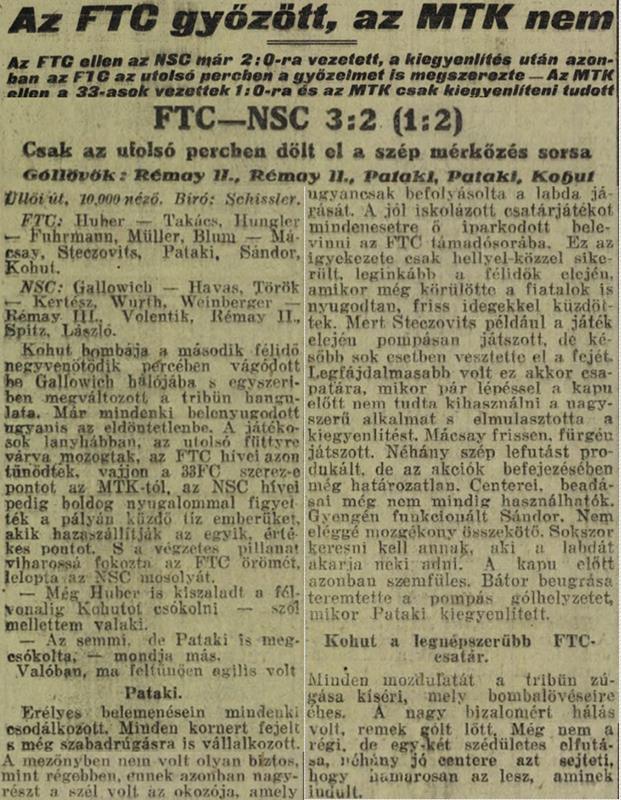 Az FTC győzött, az MTK nem
Az FTC ellen az NSC már 2:0-ra vezetett, a kiegyenlítés után azon-
ban az FTC az utolsó percben a győzelmet is megszerezte — Az MTK
ellen a 33-asok vezettek 1:0-ra és az MTK csak kiegyenlíteni tudott
FTC—NSC 3:2 (1:2)
Csak az utolsó percben dőlt el a szép mérkőzés sorsa
Góllövők: Rémay II., Rémay II., Pataki, Pataki, Kohut
Üllői út, 10.000 néző. Biró: Schissler.
FTC: Huber — Takács, Hungler
— Fuhrmann, Müller, Blum — Má-
csay, Steczovits, Pataki, Sándor,
Kohut.
NSC: Gallowich — Havas, Török
— Kertész, Wurth, Weinberger —
Rémay III., Volentik, Rémay II.,
Spitz, László.
Kohut bombája a második félidő
negyvenötödik percében vágódott
be Gallowich hálójába s egyszeri-
ben megváltozott a tribün hangu-
lata. Már mindenki belenyugodott
ugyanis az eldöntetlenbe. A játéko-
sok lanyhábban, az utolsó füttyre
várva mozogtak, az FTC hívei azon
tünődtek, vajjon a 33FC szerez-e
pontot az MTK-tól, az NSC hívei
pedig boldog nyugalommal figyel-
ték a pályán küzdő tíz emberüket,
akik hazaszállítják az egyik, érté-
kes pontot. S a végzetes pillanat
viharossá fokozta az FTC örömét,
lelopta az NSC mosolyát.
— Még Huber is kiszaladt a fél-
vonalig Kohutot csókolni — szól
mellettem valaki.
— Az semmi, de Pataki is meg-
csókolta, — mondja más.
Valóban, ma feltünően agilis volt
Pataki.
Erélyes belemenésein mindenki
csodálkozott. Minden kornert fejelt
s még szabadrúgásra is vállalkozott.
A mezőnyben nem volt olyan biztos,
mint régebben, ennek azonban nagy-
részt a szél volt az okozója, amely
ugyancsak befolyásolta a labda já-
rását. A jól iskolázott csatárjátékot
mindenesetre ő iparkodott bele-
vinni az FTC támadósorába. Ez az
igyekezete csak hellyel-közzel sike-
rült, leginkább a félidők elején,
amikor még körülötte a fiatalok is
nyugodtan, friss idegekkel küzdöt-
tek. Mert Steczovits például a játék
elején pompásan játszott, de ké-
sőbb sok esetben vesztette el a fejét.
Legfájdalmasabb volt ez akkor csa-
patára, mikor pár lépéssel a kapu
előtt nem tudta kihasználni a nagy-
szerű alkalmat s elmulasztotta a
kiegyenlítést. Mácsay frissen, fürgén
játszott. Néhány szép lefutást pro-
dukált, de az akciók befejezésében
még határozatlan. Centerei, beadá-
sai még nem mindig használhatók.
Gyengén funkcionált Sándor. Nem
eléggé mozgékony összekötő. Sokszor
keresni kell annak, aki a labdát
akarja neki adni. A kapu előtt
azonban szemfüles. Bátor beugrása
teremtette a pompás gólhelyzetet,
mikor Pataki kiegyenlített.
Kohut a legnépszerűbb FTC-
csatár.
Minden mozdulatát a tribün zú-
gása kíséri, mely bombalövéseire
éhes. A nagy bizalomért hálás
volt, remek gólt lőtt. Még nem a
régi, de egy-két szédületes elfutá-
sa, néhány jó centere azt sejteti,
hogy hamarosan az lesz, aminek
indult.